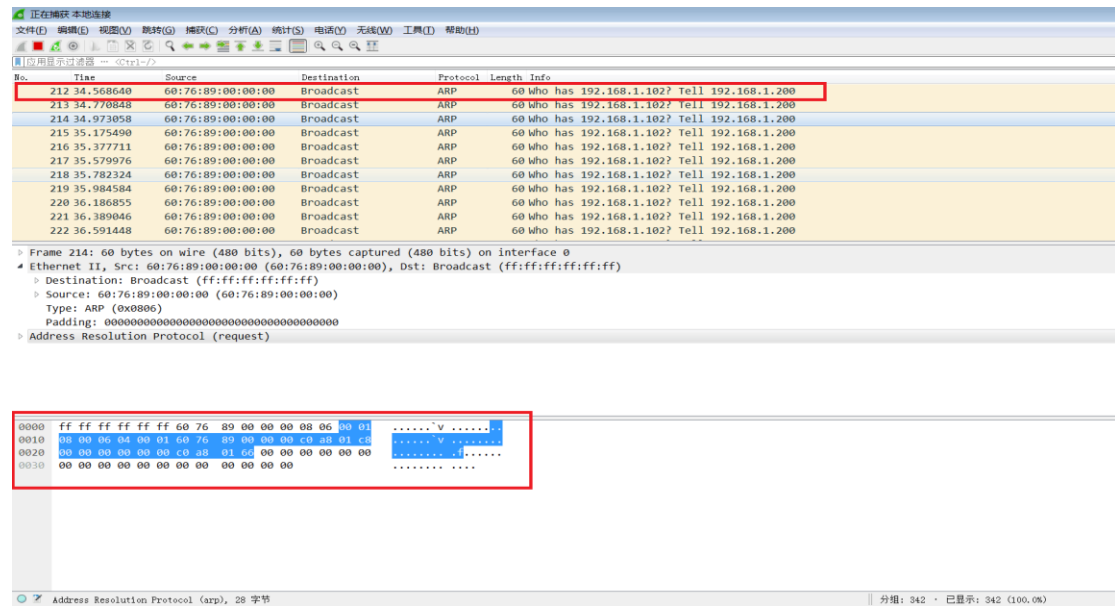 正在捕获 本地连接
文件(F) 编辑(E) 视图(V) 跳转(G) 捕获(C) 分析(A) 统计(S) 电话(Y) 无线(W) 工具(T) 帮助(H)
应用显示过滤器 … <Ctrl-/>
No. Time Source Destination Protocol Length Info
212 34.568640 60:76:89:00:00:00 Broadcast ARP 60 Who has 192.168.1.102? Tell 192.168.1.200
213 34.770848 60:76:89:00:00:00 Broadcast ARP 60 Who has 192.168.1.102? Tell 192.168.1.200
214 34.973058 60:76:89:00:00:00 Broadcast ARP 60 Who has 192.168.1.102? Tell 192.168.1.200
215 35.175490 60:76:89:00:00:00 Broadcast ARP 60 Who has 192.168.1.102? Tell 192.168.1.200
216 35.377711 60:76:89:00:00:00 Broadcast ARP 60 Who has 192.168.1.102? Tell 192.168.1.200
217 35.579976 60:76:89:00:00:00 Broadcast ARP 60 Who has 192.168.1.102? Tell 192.168.1.200
218 35.782324 60:76:89:00:00:00 Broadcast ARP 60 Who has 192.168.1.102? Tell 192.168.1.200
219 35.984584 60:76:89:00:00:00 Broadcast ARP 60 Who has 192.168.1.102? Tell 192.168.1.200
220 36.186855 60:76:89:00:00:00 Broadcast ARP 60 Who has 192.168.1.102? Tell 192.168.1.200
221 36.389046 60:76:89:00:00:00 Broadcast ARP 60 Who has 192.168.1.102? Tell 192.168.1.200
222 36.591448 60:76:89:00:00:00 Broadcast ARP 60 Who has 192.168.1.102? Tell 192.168.1.200
Frame 214: 60 bytes on wire (480 bits), 60 bytes captured (480 bits) on interface 0
Ethernet II, Src: 60:76:89:00:00:00 (60:76:89:00:00:00), Dst: Broadcast (ff:ff:ff:ff:ff:ff)
Destination: Broadcast (ff:ff:ff:ff:ff:ff)
Source: 60:76:89:00:00:00 (60:76:89:00:00:00)
Type: ARP (0x0806)
Padding: 000000000000000000000000000000000000
Address Resolution Protocol (request)
0000 ff ff ff ff ff ff 60 76 89 00 00 00 08 06 00 01 ......`v ........
0010 08 00 06 04 00 01 60 76 89 00 00 00 c0 a8 01 c8 ......`v ........
0020 00 00 00 00 00 00 c0 a8 01 66 00 00 00 00 00 00 ........ .f......
0030 00 00 00 00 00 00 00 00 00 00 00 00 ........ ....
Address Resolution Protocol (arp), 28 字节
分组: 342 · 已显示: 342 (100.0%)